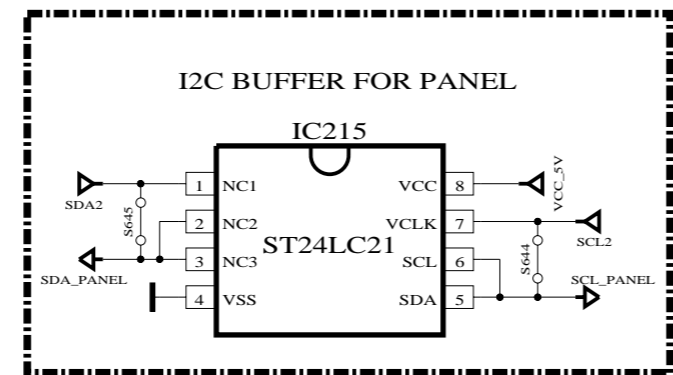 I2C BUFFER FOR PANEL
IC215
SDA2
S645
SDA_PANEL
1 NC1
2 NC2
3 NC3
4 VSS
ST24LC21
VCC 8
VCLK 7
SCL 6
SDA 5
VCC_5V
SCL2
S644
SCL_PANEL